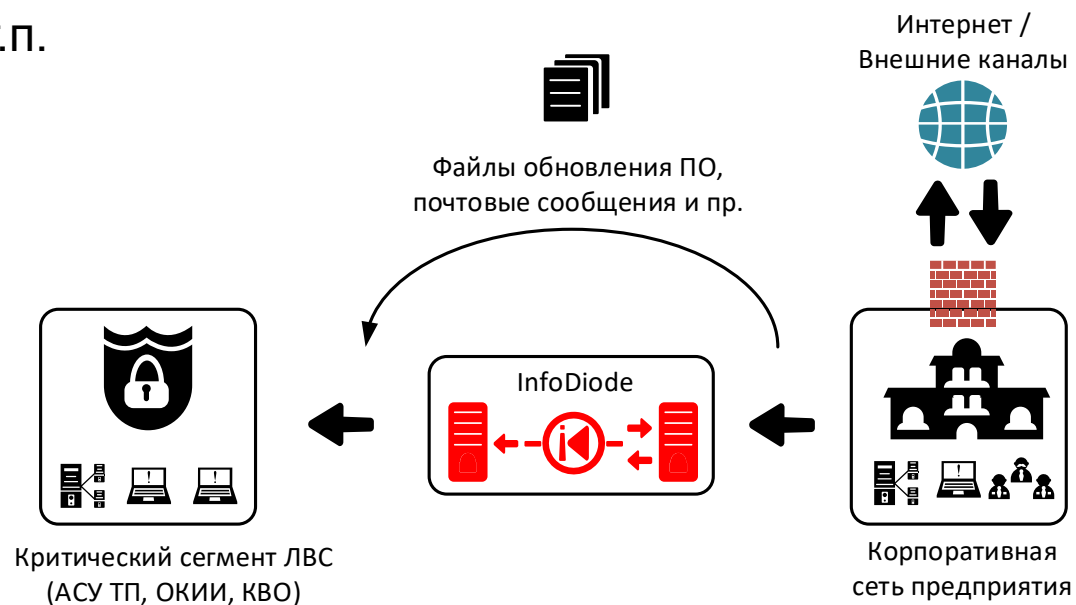 Интернет /
Внешние каналы
Файлы обновления ПО,
почтовые сообщения и пр.
InfoDiode
i
Критический сегмент ЛВС
(АСУ ТП, ОКИИ, КВО)
Корпоративная
сеть предприятия